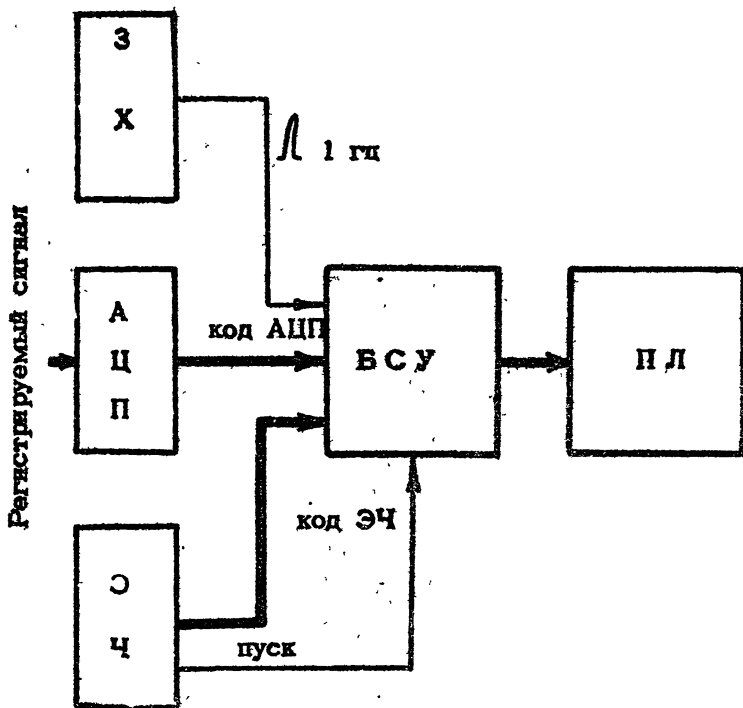 З
Х
1 гц
Регистрируемый сигнал
А
Ц
П
код АЦП
БСУ
ПЛ
код ЭЧ
Э
Ч
пуск